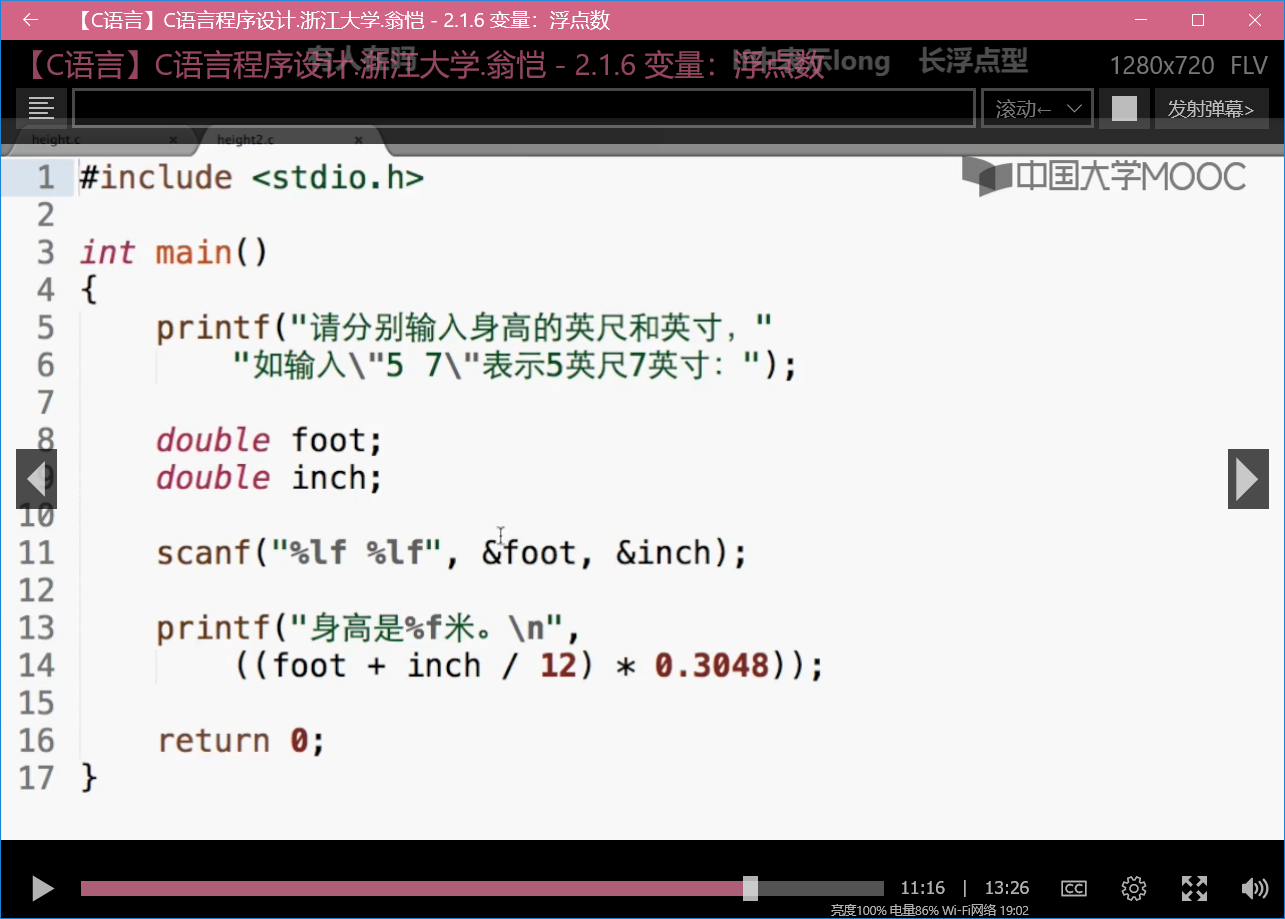 【C语言】C语言程序设计.浙江大学.翁恺 - 2.1.6 变量：浮点数
【C语言】C语言程序设计.浙江大学.翁恺 - 2.1.6 变量：浮点数
long 长浮点型
1280x720 FLV
滚动←
发射弹幕>
height.c × height2.c ×
中国大学MOOC
1 #include <stdio.h>
2
3 int main()
4 {
5 printf("请分别输入身高的英尺和英寸，"
6 "如输入\"5 7\"表示5英尺7英寸：");
7
8 double foot;
9 double inch;
10
11 scanf("%lf %lf", &foot, &inch);
12
13 printf("身高是%f米。\n",
14 ((foot + inch / 12) * 0.3048));
15
16 return 0;
17 }
11:16 | 13:26 CC
亮度100% 电量86% Wi-Fi网络 19:02